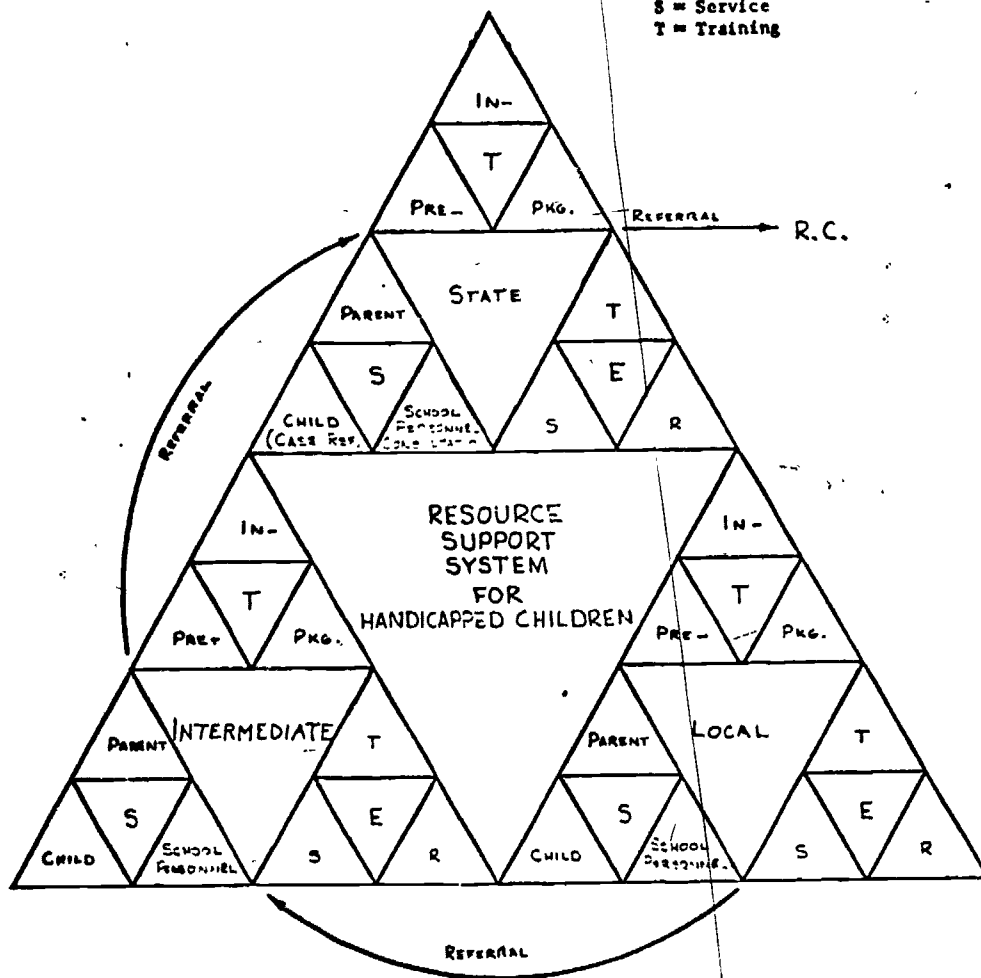 S = Service
T = Training
IN-
T
PRE-
PKG.
REFERRAL
R.C.
STATE
PARENT
T
S
E
CHILD
(CASE REF.
SCHOOL
PERSONNEL
S
R
REFERRAL
RESOURCE
SUPPORT
SYSTEM
FOR
HANDICAPPED CHILDREN
IN-
T
PRE-
PKG.
IN-
T
PRE-
PKG.
INTERMEDIATE
PARENT
T
S
E
CHILD
SCHOOL
PERSONNEL
S
R
LOCAL
PARENT
T
S
E
CHILD
SCHOOL
PERSONNEL
S
R
REFERRAL